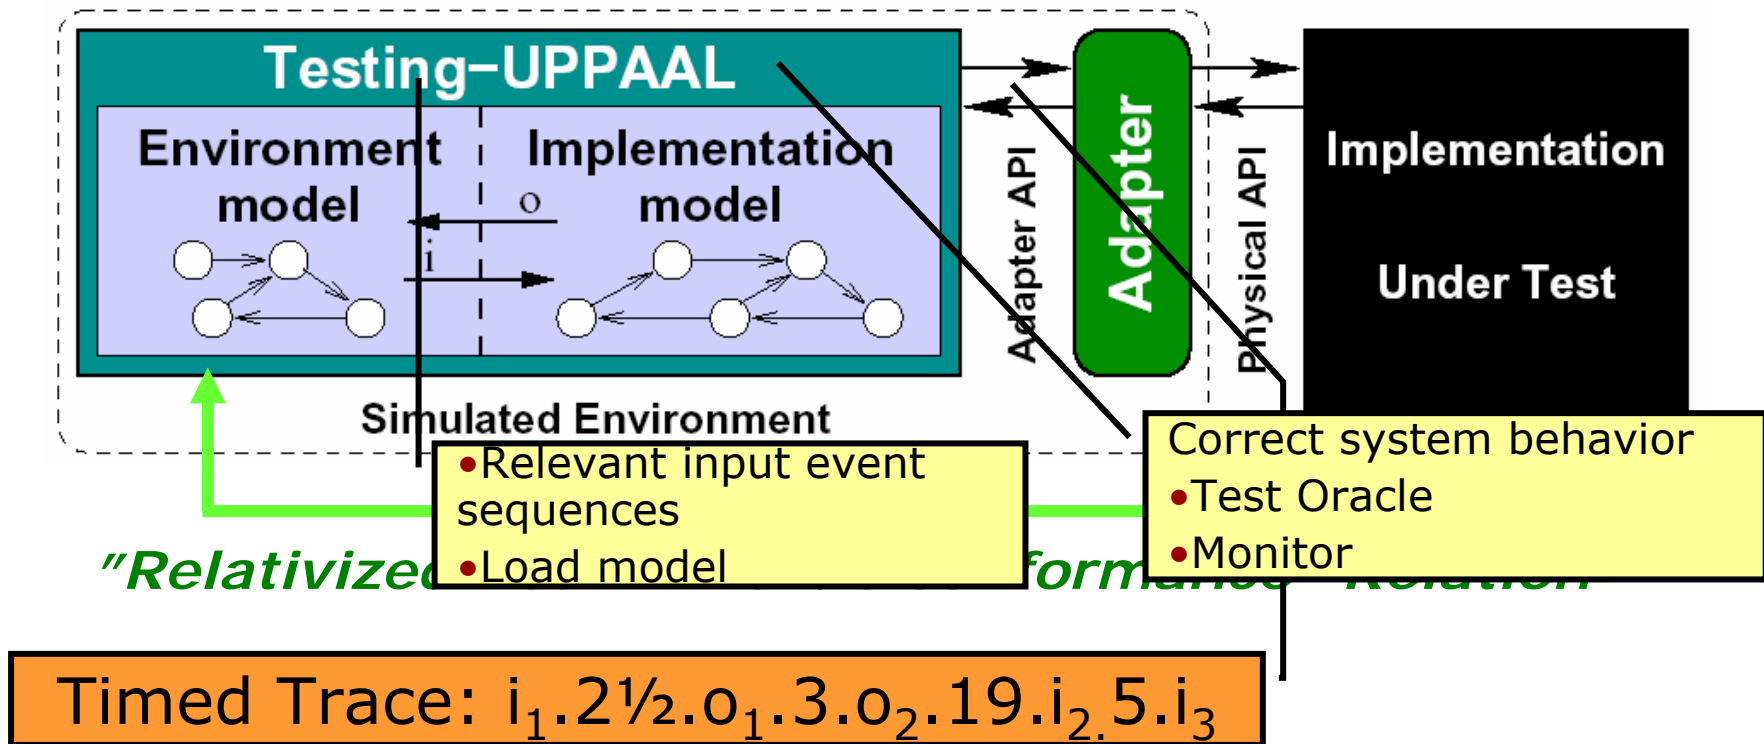 Testing–UPPAAL
Environment
model
Implementation
model
o
i
Adapter API
Adapter
Physical API
Implementation
Under Test
Simulated Environment
•Relevant input event
sequences
•Load model
Correct system behavior
•Test Oracle
•Monitor
"Relativized
Relation
Timed Trace: i₁.2½.o₁.3.o₂.19.i₂.5.i₃